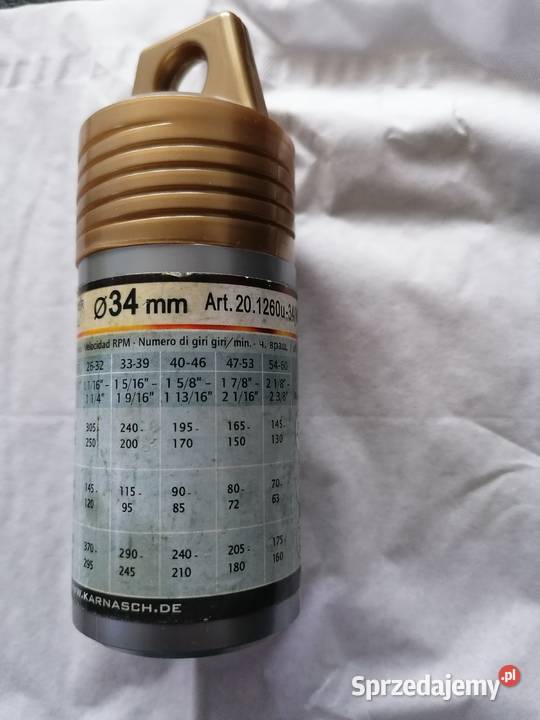 ø34 mm Art. 20.1260u-34
Velocidad RPM - Numero di giri giri/min. - ч. вращ.
26-32 33-39 40-46 47-53 54-60
1 1/16" – 1 5/16" – 1 5/8" – 1 7/8" – 2 1/8" –
1 1/4" 1 9/16" 1 13/16" 2 1/16" 2 3/8"
305- 240- 195- 165- 145-
250 200 170 150 130
145- 115- 90- 80- 70-
120 95 85 72 63
370- 290- 240- 205- 175-
295 245 210 180 160
WWW.KARNASCH.DE
Sprzedajemy.pl